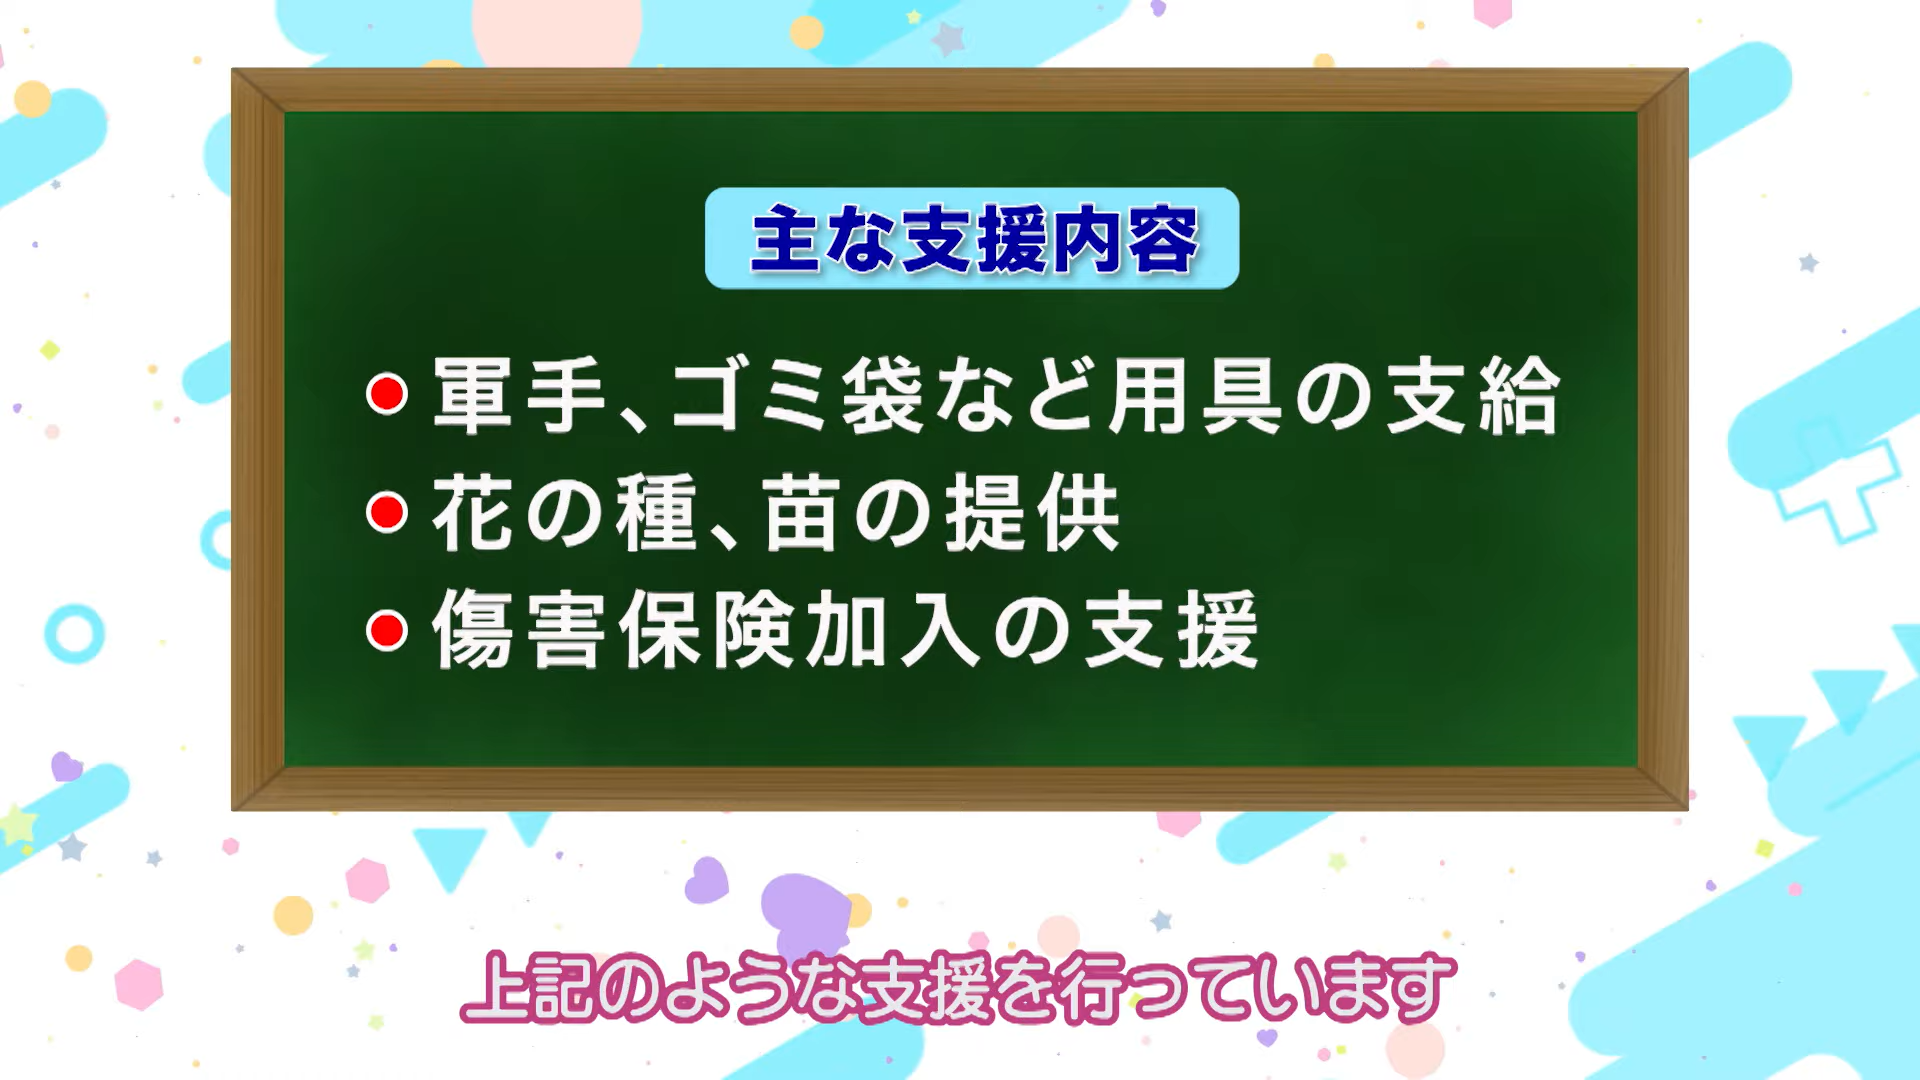 主な支援内容
●軍手、ゴミ袋など用具の支給
●花の種、苗の提供
●傷害保険加入の支援
上記のような支援を行っています